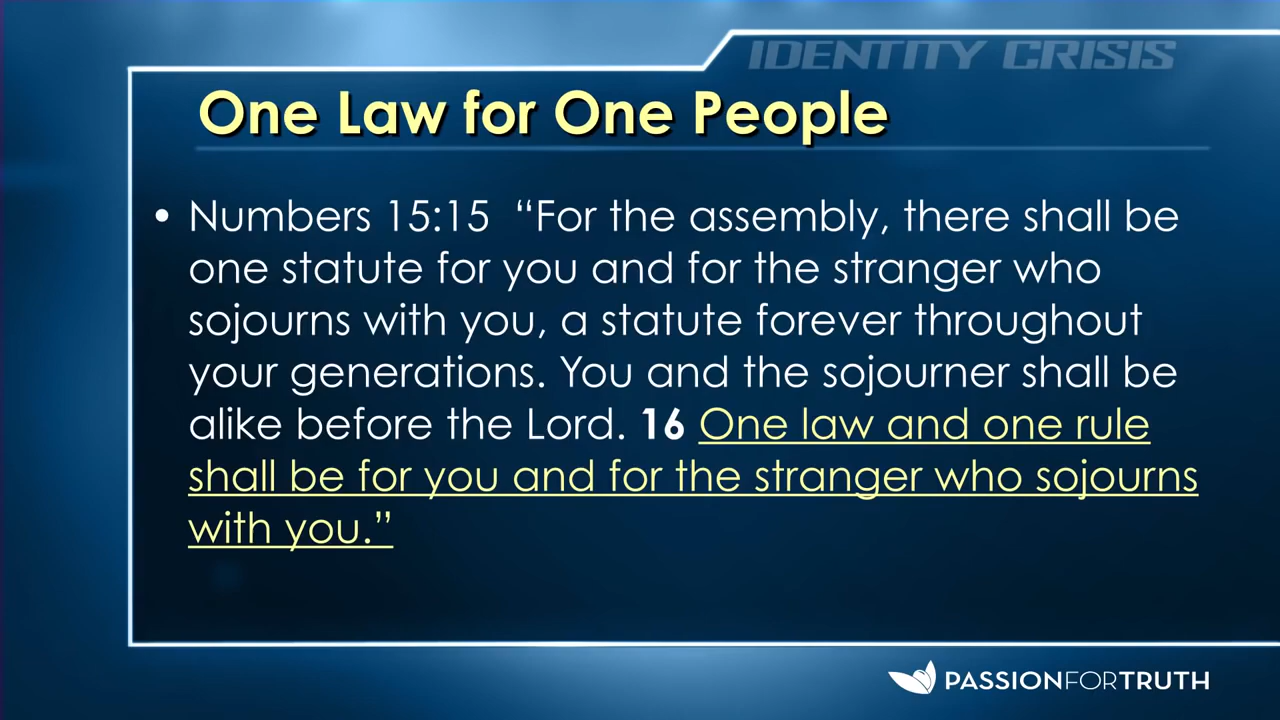 IDENTITY CRISIS
One Law for One People
• Numbers 15:15 “For the assembly, there shall be
one statute for you and for the stranger who
sojourns with you, a statute forever throughout
your generations. You and the sojourner shall be
alike before the Lord. 16 One law and one rule
shall be for you and for the stranger who sojourns
with you.”
PASSIONFORTRUTH